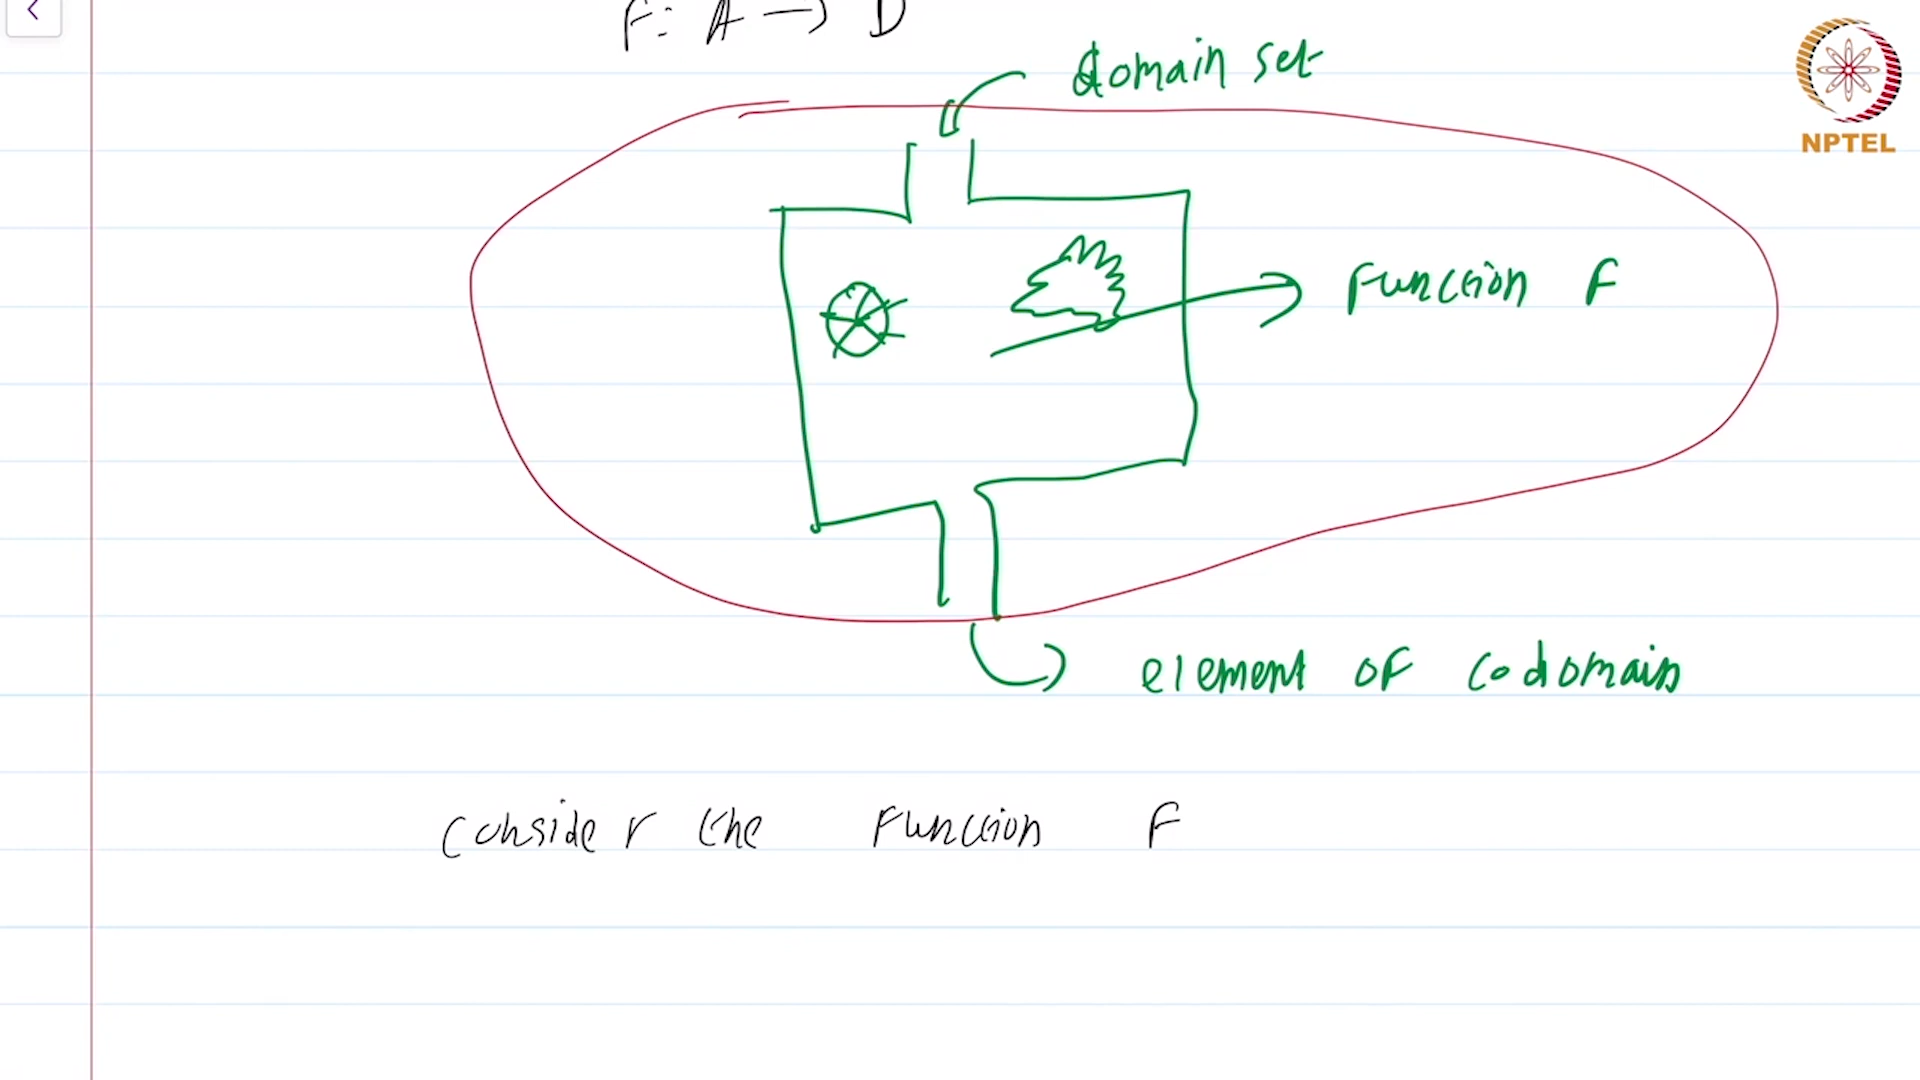 F: A → D
domain set
NPTEL
Function F
element of codomain
Consider the Function F